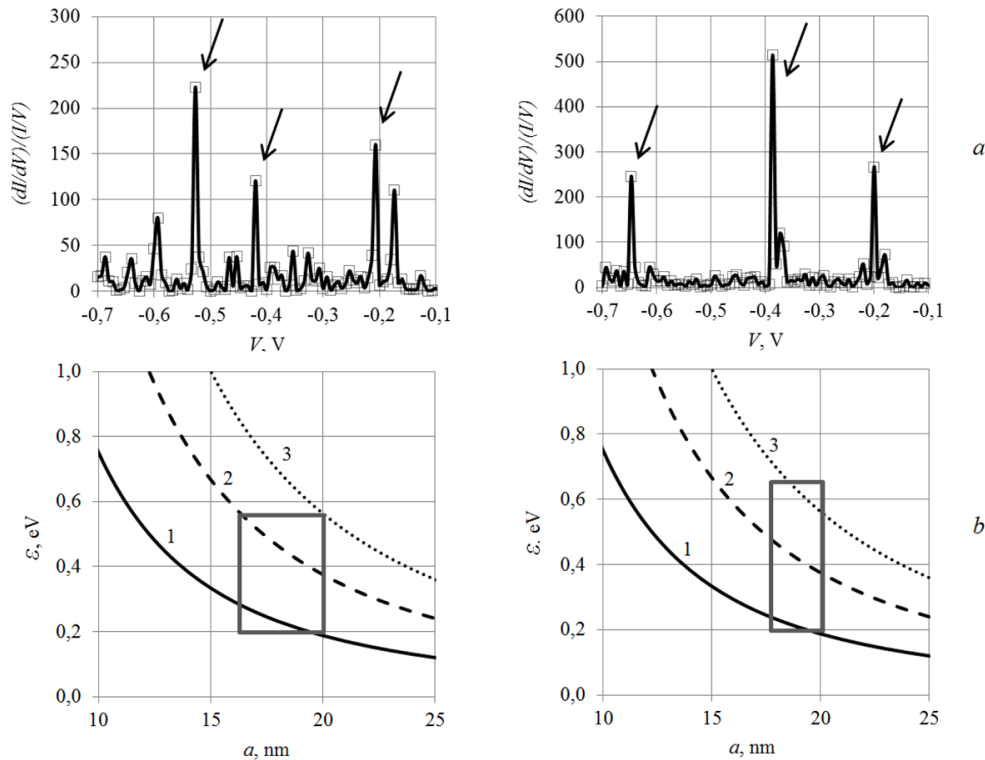 300
250
200
150
100
50
0
(dI/dV)/(I/V)
-0,7 -0,6 -0,5 -0,4 -0,3 -0,2 -0,1
V, V
600
500
400
300
200
100
0
(dI/dV)/(I/V)
-0,7 -0,6 -0,5 -0,4 -0,3 -0,2 -0,1
V, V
a
1,0
0,8
0,6
0,4
0,2
0,0
ℰ, eV
3
2
1
10 15 20 25
a, nm
1,0
0,8
0,6
0,4
0,2
0,0
ℰ. eV
3
2
1
10 15 20 25
a, nm
b